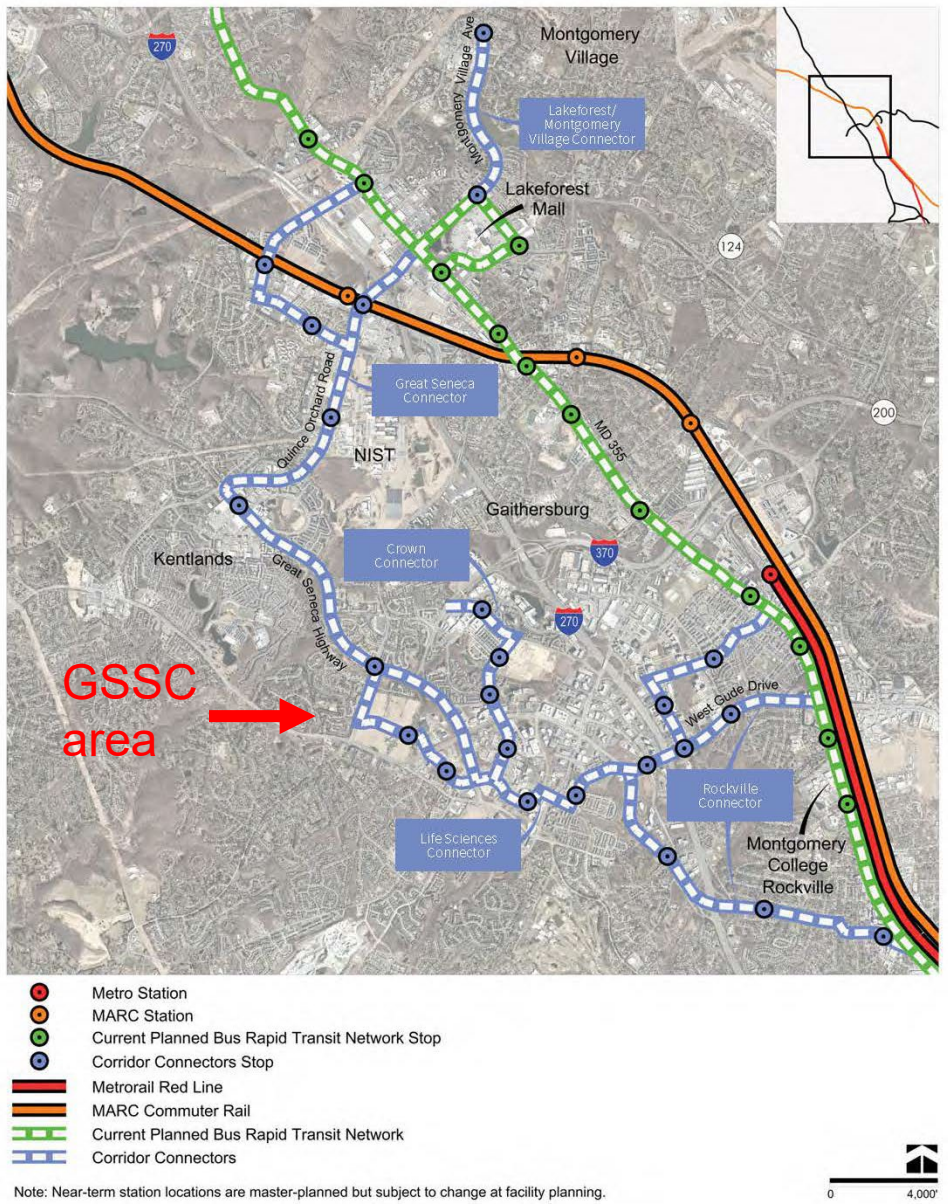 270
Montgomery Village Ave
Montgomery
Village
Lakeforest/
Montgomery
Village Connector
Lakeforest
Mall
124
Great Seneca
Connector
Quince Orchard Road
NIST
MD 355
200
Gaithersburg
370
Crown
Connector
Kentlands
Great Seneca Highway
270
GSSC
area
West Gude Drive
Rockville
Connector
Life Sciences
Connector
Montgomery
College
Rockville
Metro Station
MARC Station
Current Planned Bus Rapid Transit Network Stop
Corridor Connectors Stop
Metrorail Red Line
MARC Commuter Rail
Current Planned Bus Rapid Transit Network
Corridor Connectors
Note: Near-term station locations are master-planned but subject to change at facility planning.
0 4,000'